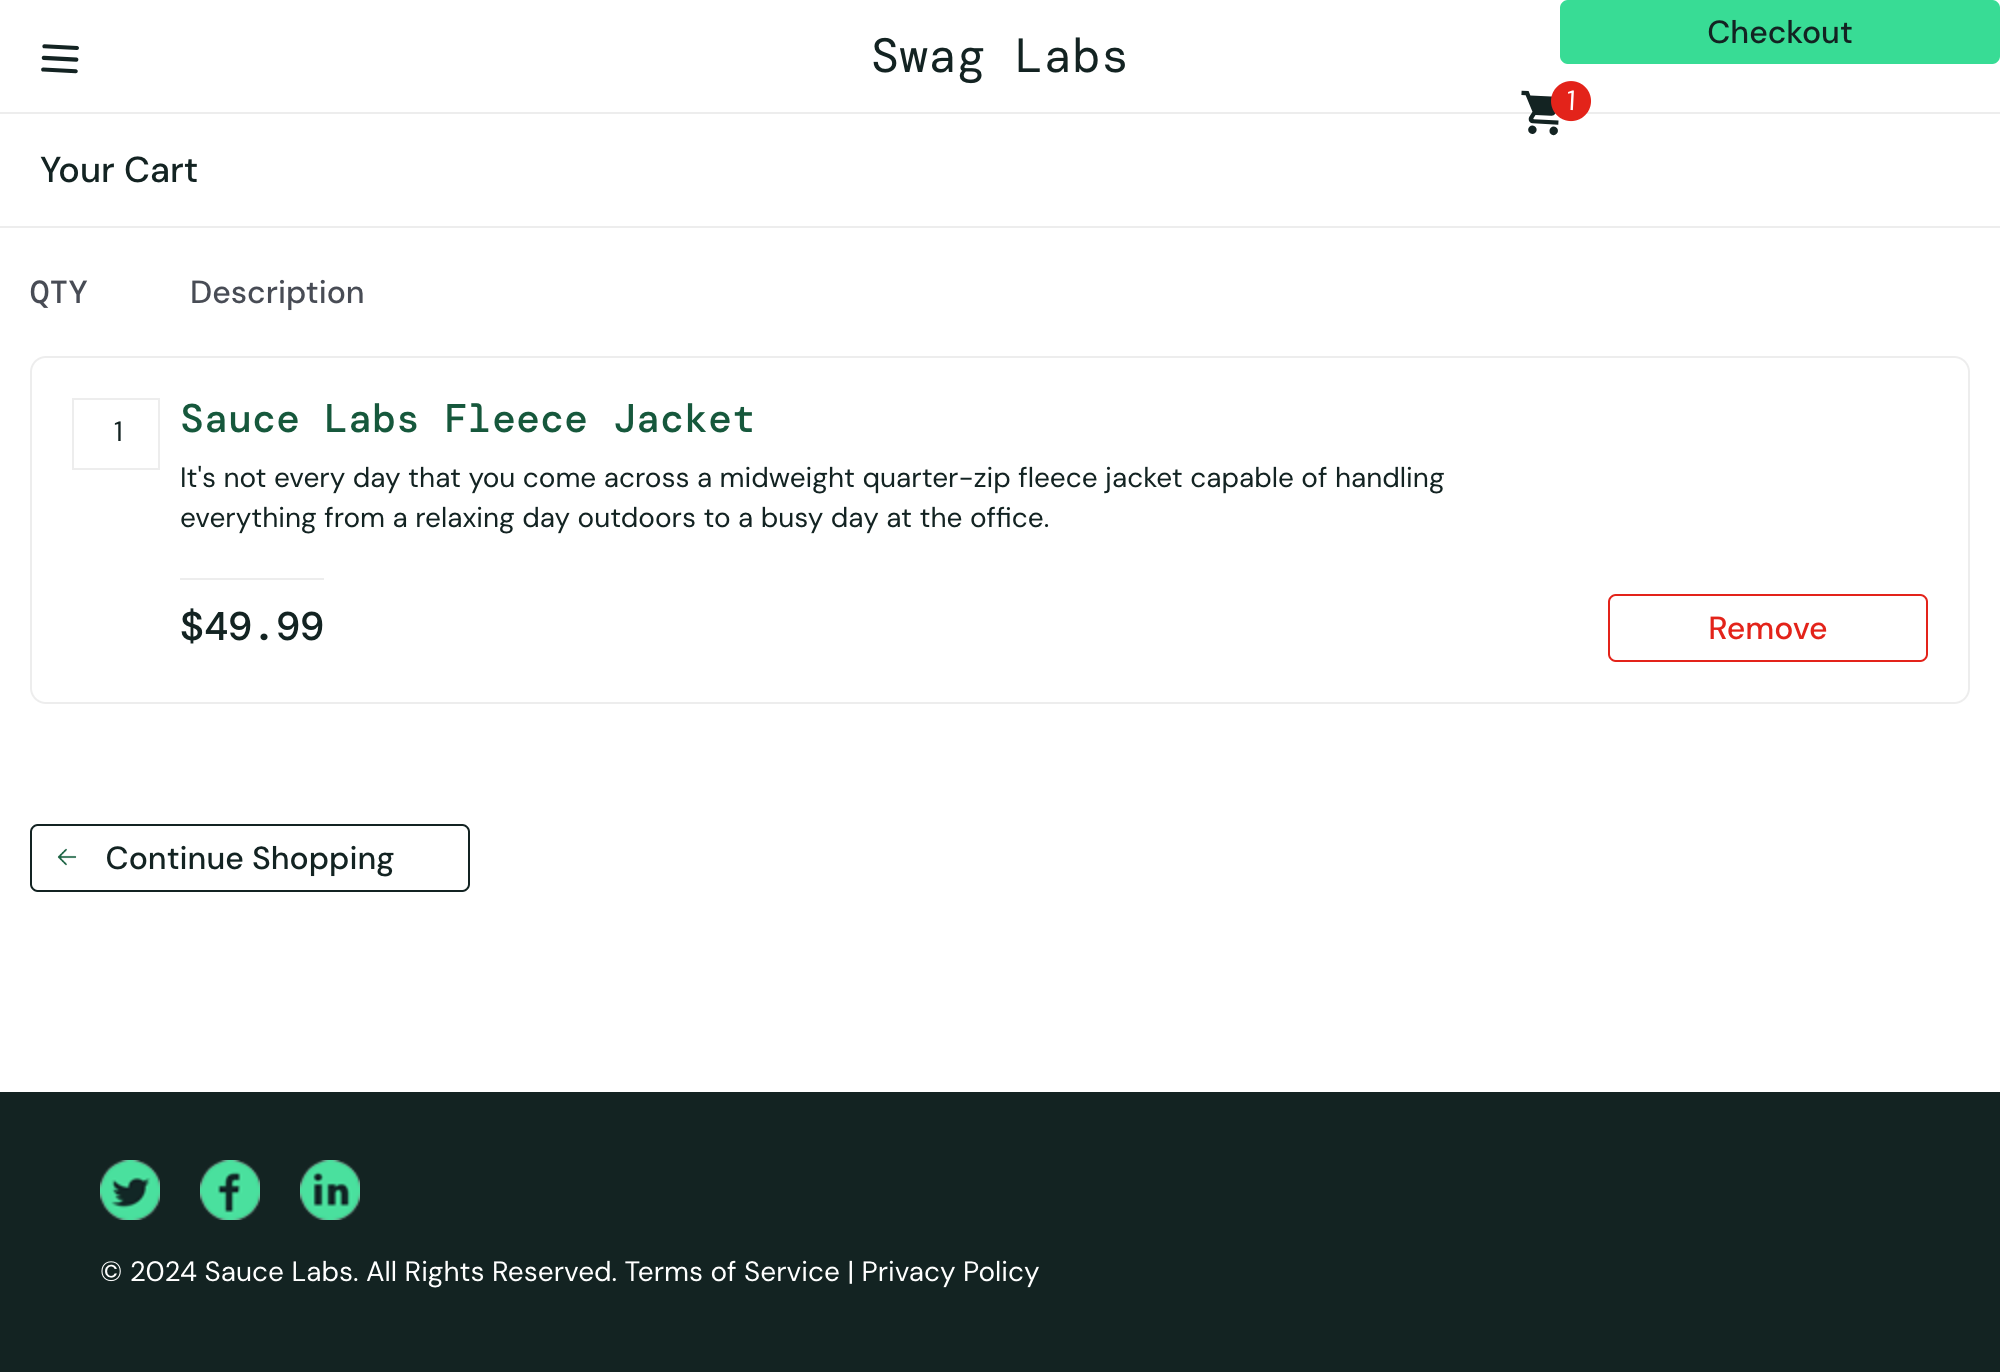 Swag Labs
Checkout
1
Your Cart
QTY Description
1
Sauce Labs Fleece Jacket
It's not every day that you come across a midweight quarter-zip fleece jacket capable of handling
everything from a relaxing day outdoors to a busy day at the office.
$49.99
Remove
Continue Shopping
© 2024 Sauce Labs. All Rights Reserved. Terms of Service | Privacy Policy